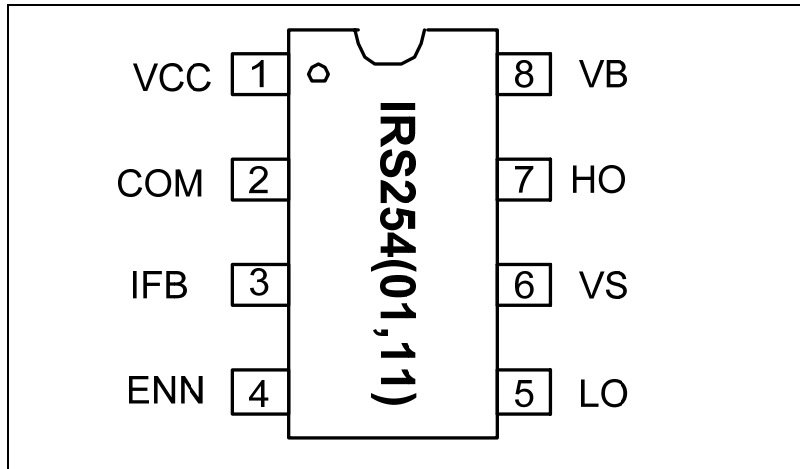 VCC 1 8 VB
COM 2 7 HO
IFB 3 6 VS
ENN 4 5 LO
IRS254(01,11)